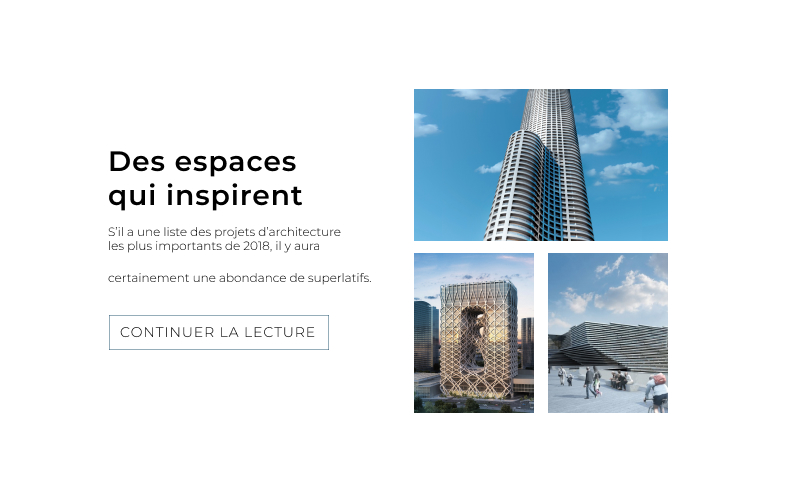 Des espaces
qui inspirent
S'il a une liste des projets d'architecture
les plus importants de 2018, il y aura
certainement une abondance de superlatifs.
CONTINUER LA LECTURE